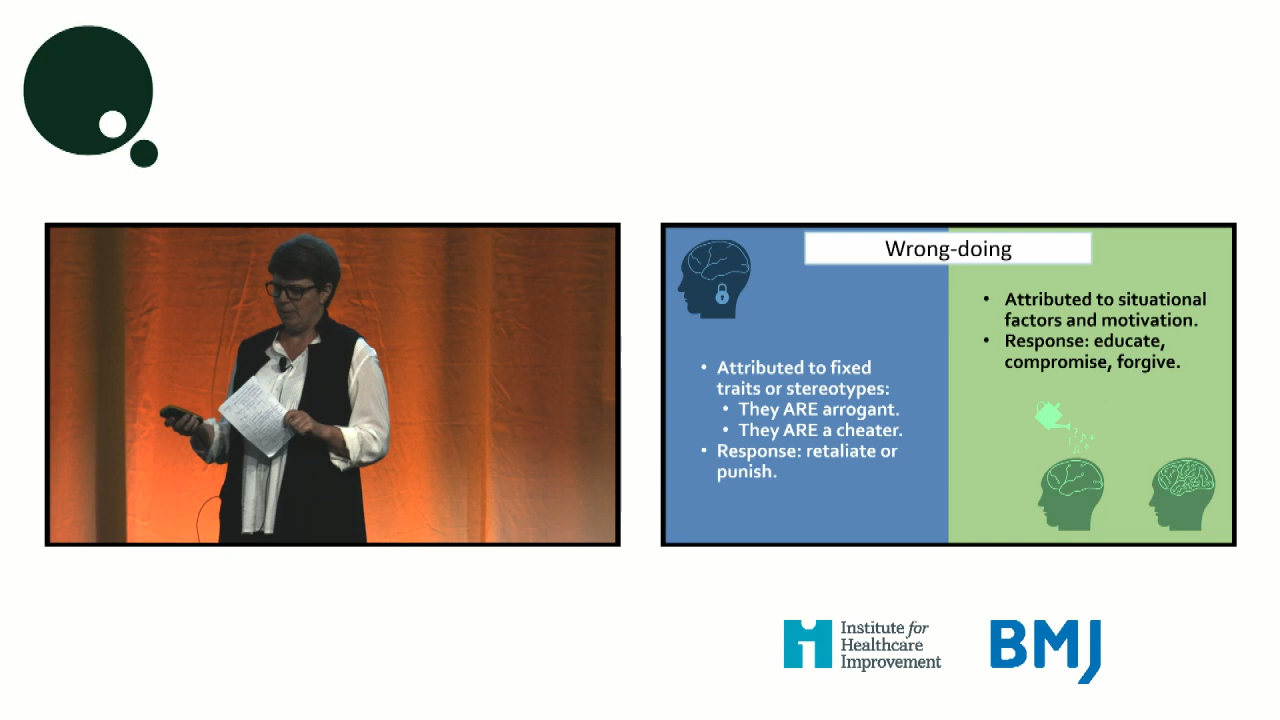 Wrong-doing
• Attributed to fixed
traits or stereotypes:
• They ARE arrogant.
• They ARE a cheater.
• Response: retaliate or
punish.
• Attributed to situational
factors and motivation.
• Response: educate,
compromise, forgive.
Institute for
Healthcare
Improvement
BMJ